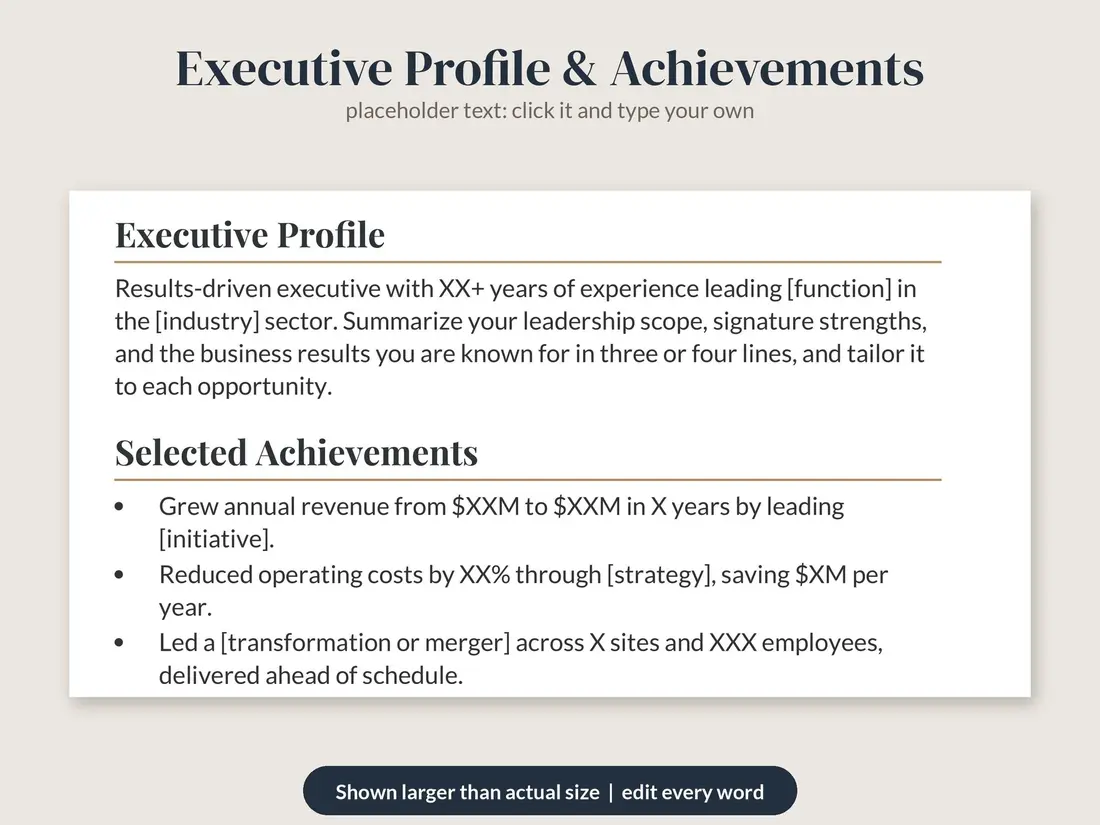 Executive Profile & Achievements
placeholder text: click it and type your own
Executive Profile
Results-driven executive with XX+ years of experience leading [function] in
the [industry] sector. Summarize your leadership scope, signature strengths,
and the business results you are known for in three or four lines, and tailor it
to each opportunity.
Selected Achievements
• Grew annual revenue from $XXM to $XXM in X years by leading
[initiative].
• Reduced operating costs by XX% through [strategy], saving $XM per
year.
• Led a [transformation or merger] across X sites and XXX employees,
delivered ahead of schedule.
Shown larger than actual size | edit every word